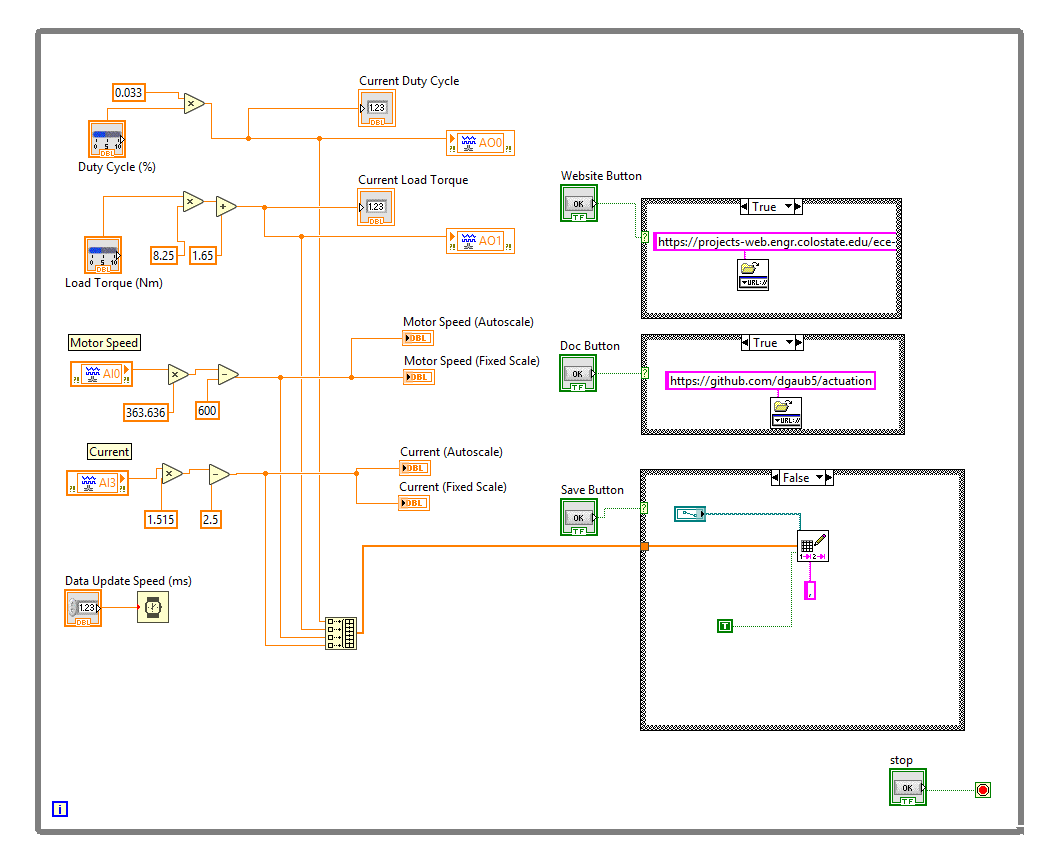 Current Duty Cycle
0.033
1.23
DBL
AO0
0 5 10
DBL
Duty Cycle (%)
Current Load Torque
1.23
DBL
AO1
8.25
1.65
0 5 10
DBL
Load Torque (Nm)
Website Button
OK
TF
True
?
https://projects-web.engr.colostate.edu/ece-
URL://
Motor Speed (Autoscale)
DBL
Motor Speed
Motor Speed (Fixed Scale)
DBL
AI0
363.636
600
Doc Button
OK
TF
True
?
https://github.com/dgaub5/actuation
URL://
Current
Current (Autoscale)
DBL
AI3
Current (Fixed Scale)
DBL
1.515
2.5
Save Button
OK
TF
False
?
1 2
,
T
Data Update Speed (ms)
1.23
DBL
stop
OK
TF
i